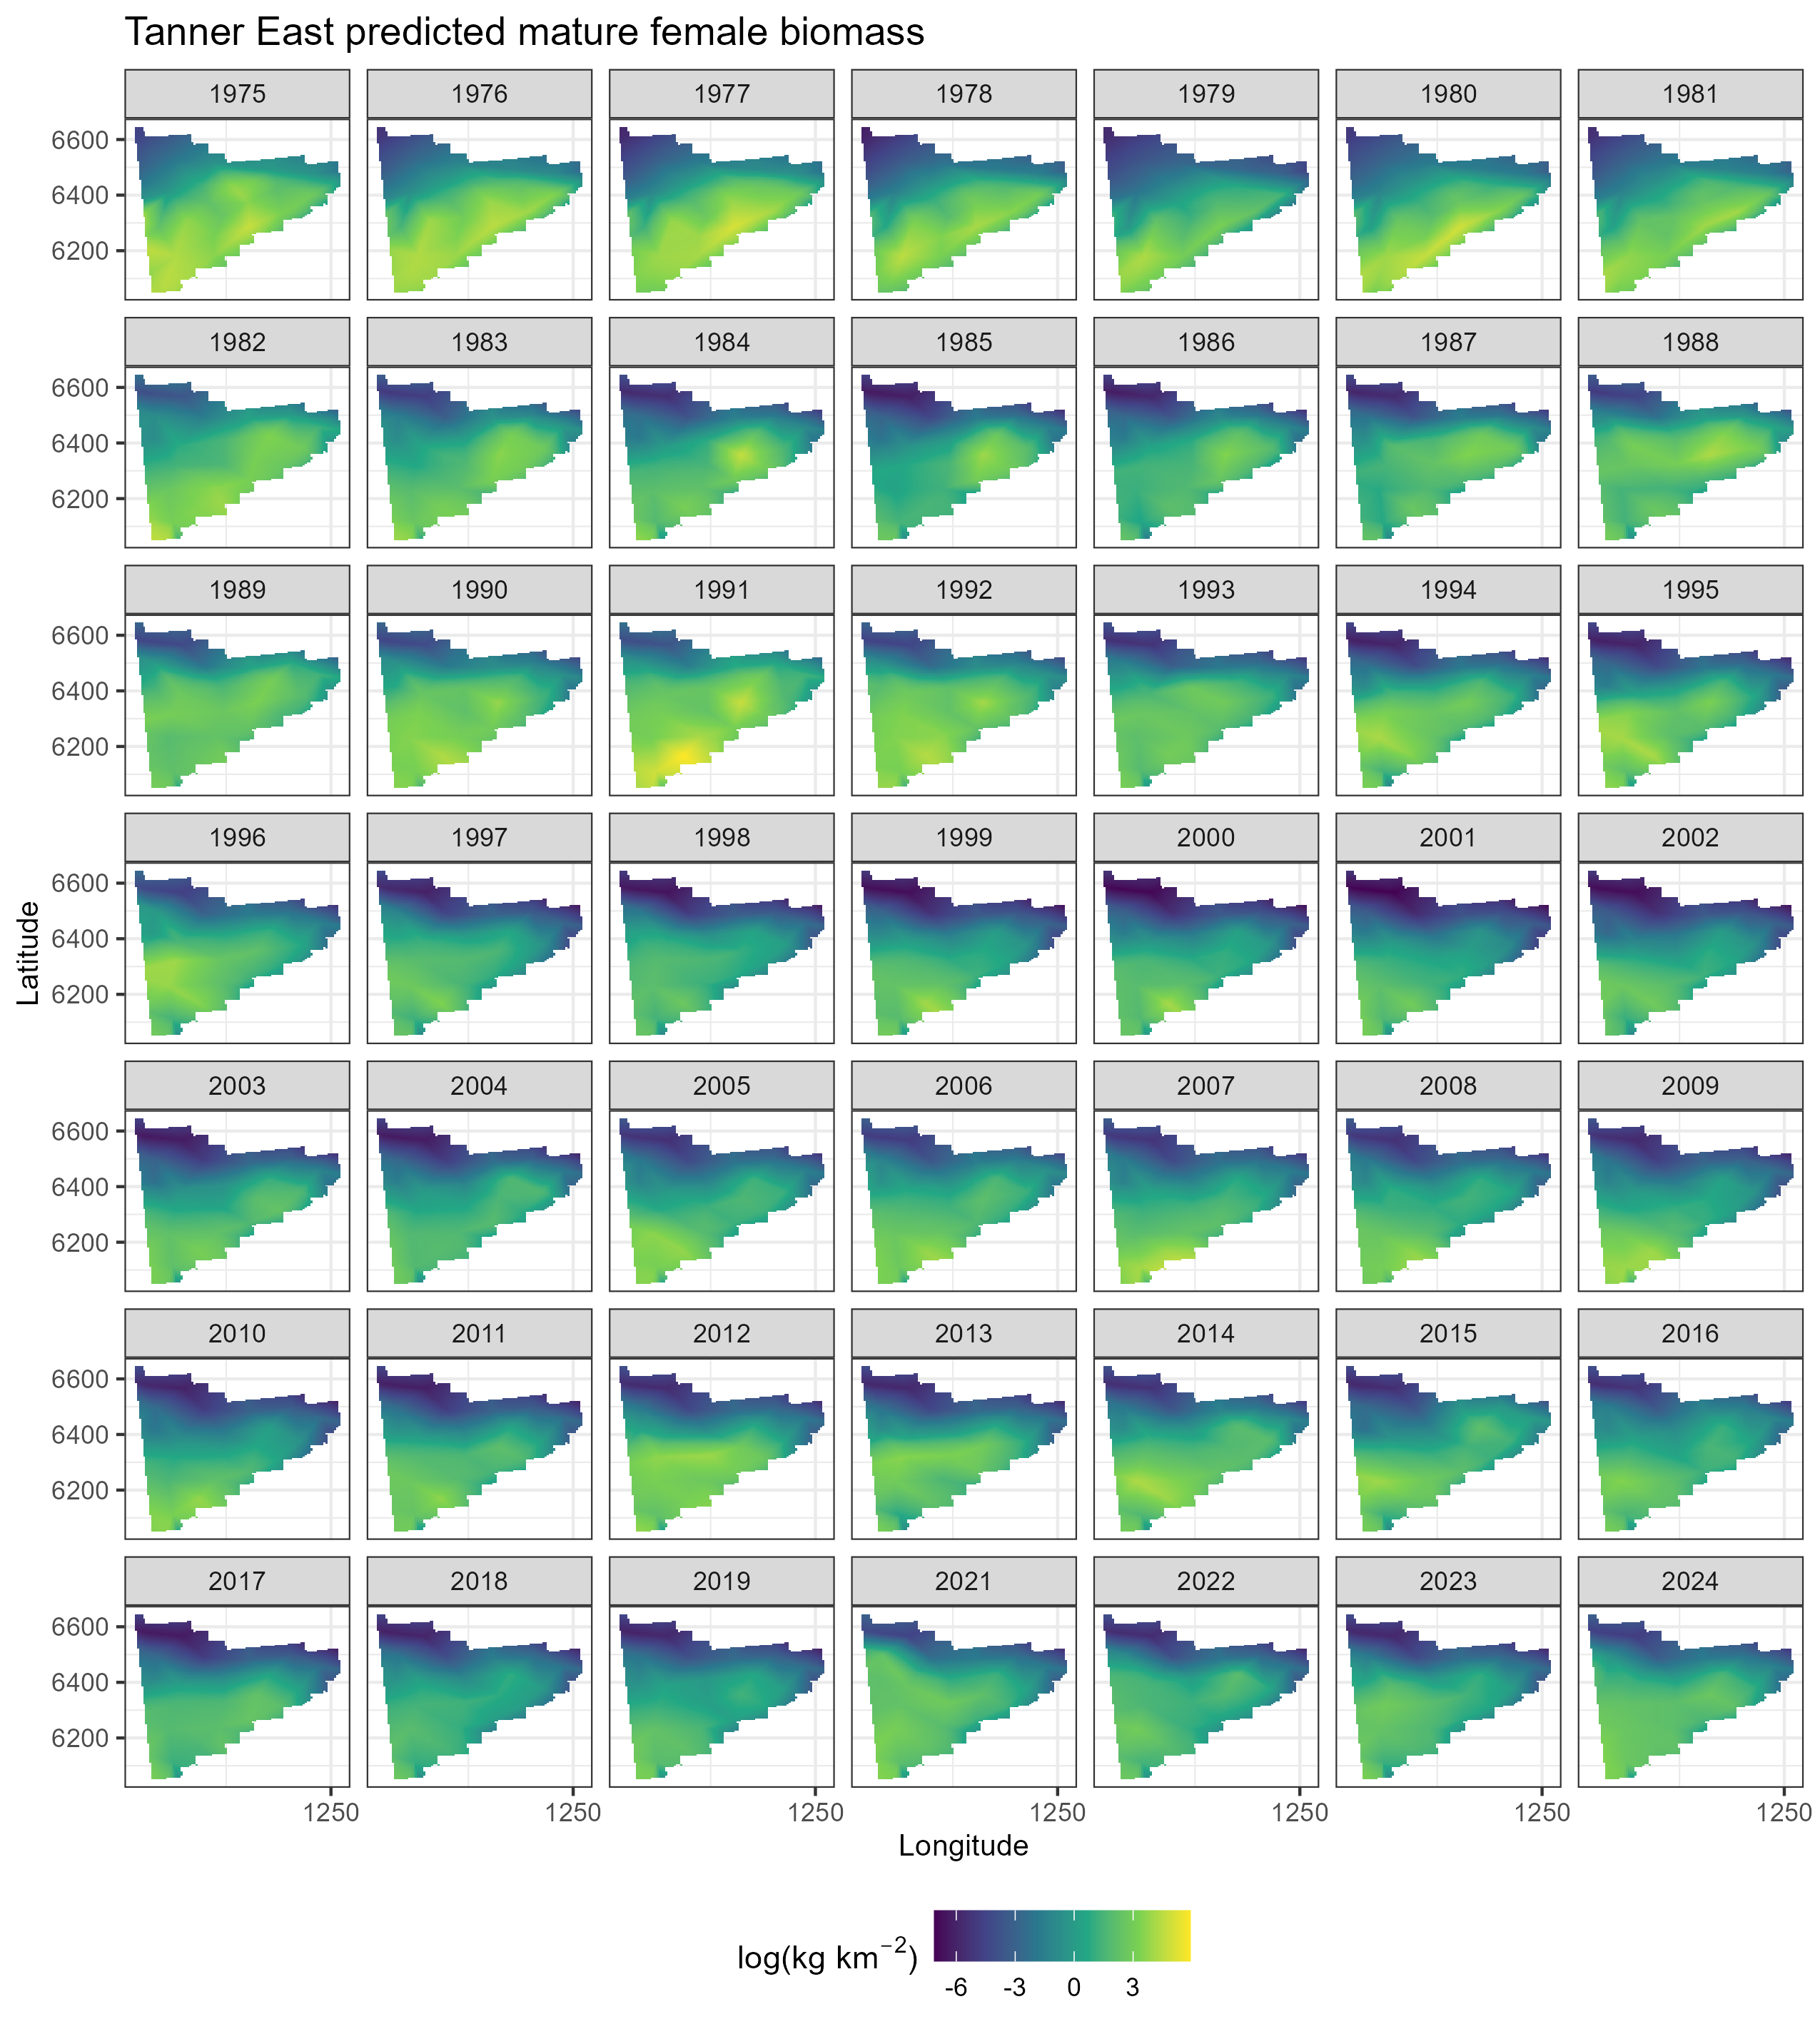 Tanner East predicted mature female biomass
1975 1976 1977 1978 1979 1980 1981
6600
6400
6200
1982 1983 1984 1985 1986 1987 1988
6600
6400
6200
1989 1990 1991 1992 1993 1994 1995
6600
6400
6200
1996 1997 1998 1999 2000 2001 2002
6600
6400
6200
Latitude
2003 2004 2005 2006 2007 2008 2009
6600
6400
6200
2010 2011 2012 2013 2014 2015 2016
6600
6400
6200
2017 2018 2019 2021 2022 2023 2024
6600
6400
6200
1250 1250 1250 1250 1250 1250 1250
Longitude
log(kg km⁻²)
-6 -3 0 3